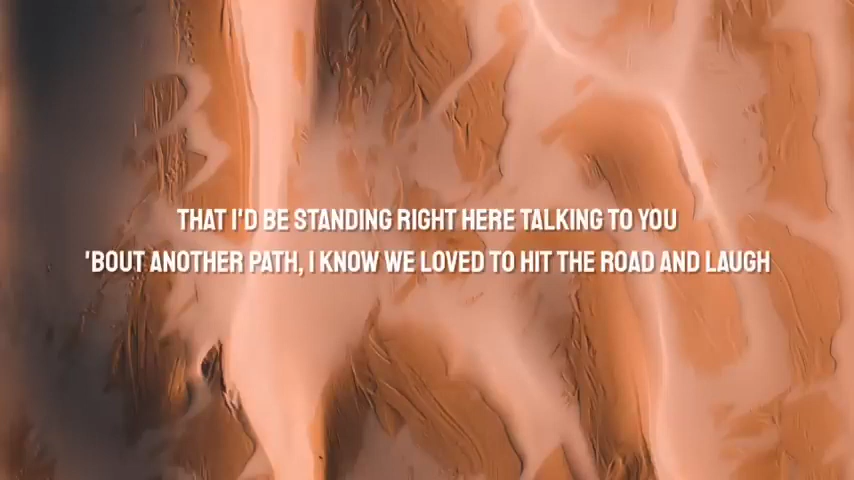 THAT I'D BE STANDING RIGHT HERE TALKING TO YOU
'BOUT ANOTHER PATH, I KNOW WE LOVED TO HIT THE ROAD AND LAUGH